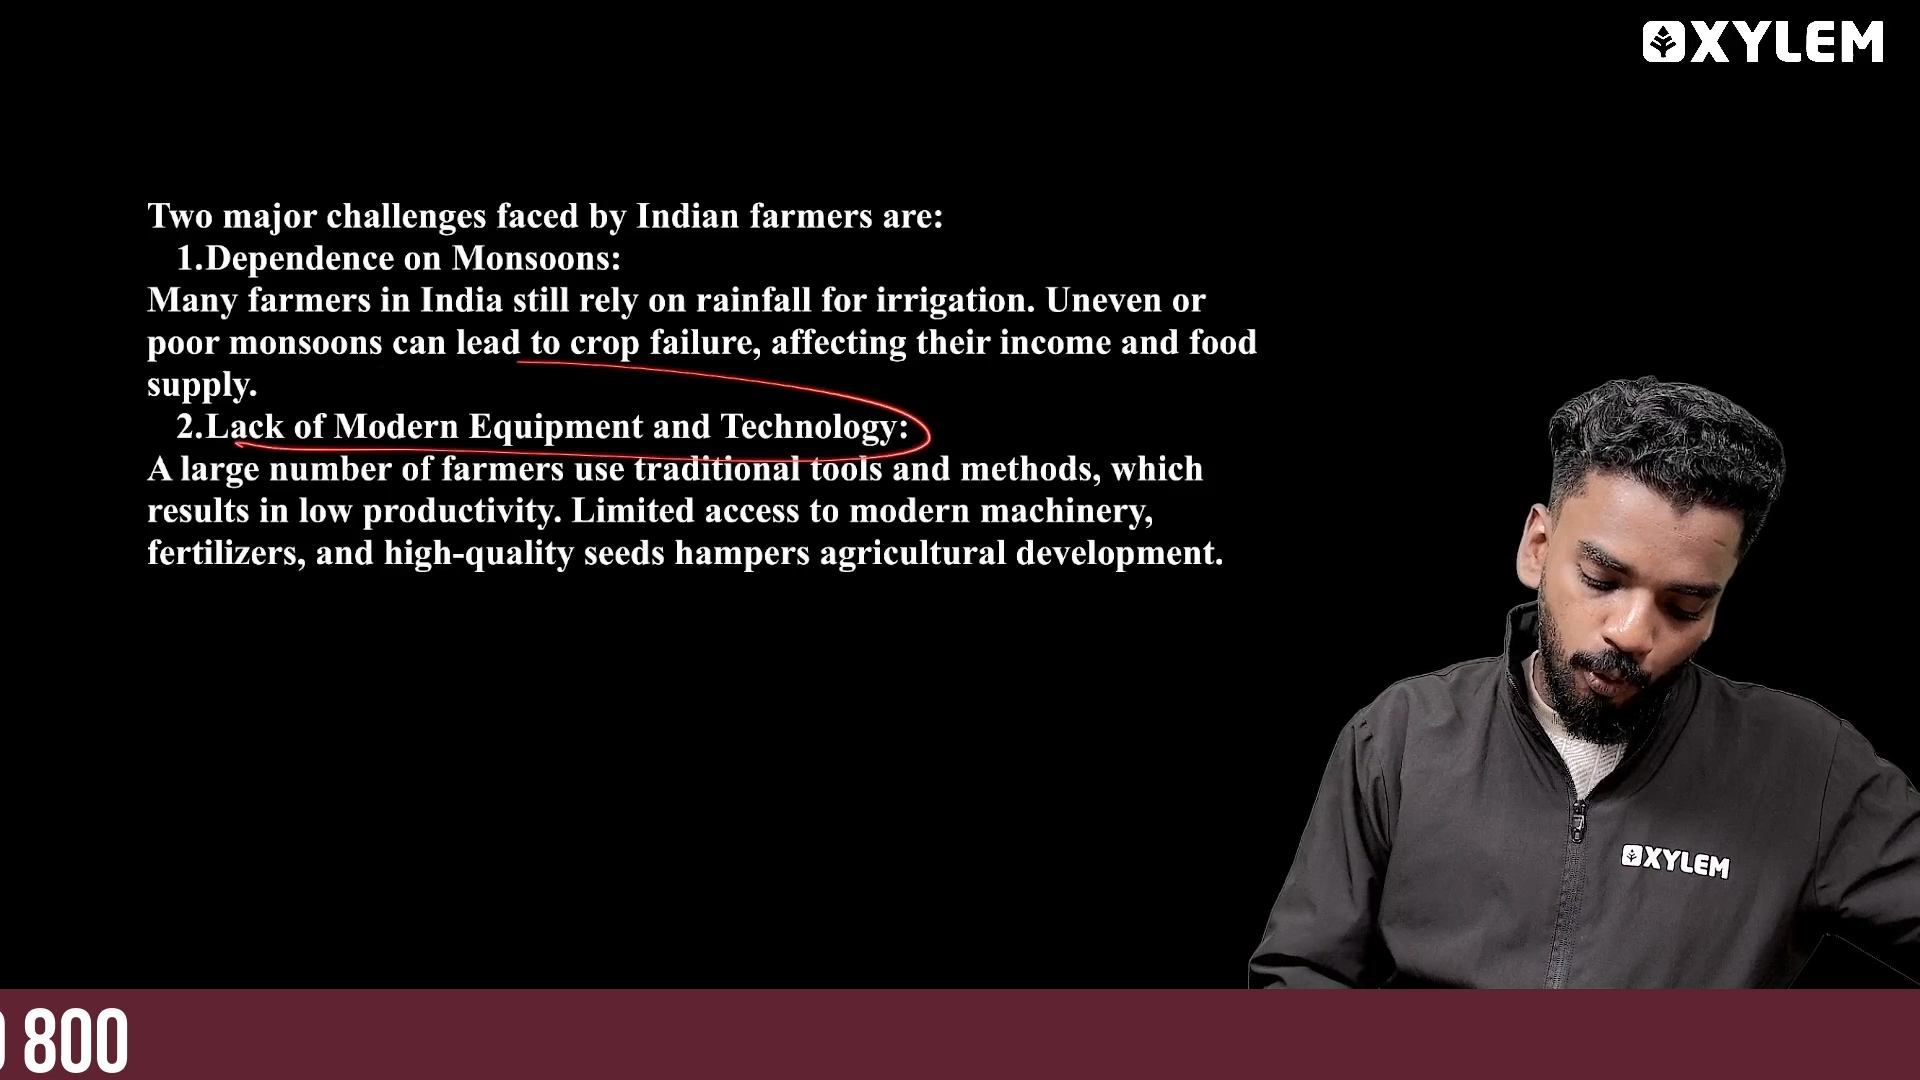 XYLEM
Two major challenges faced by Indian farmers are:
1.Dependence on Monsoons:
Many farmers in India still rely on rainfall for irrigation. Uneven or
poor monsoons can lead to crop failure, affecting their income and food
supply.
2.Lack of Modern Equipment and Technology:
A large number of farmers use traditional tools and methods, which
results in low productivity. Limited access to modern machinery,
fertilizers, and high-quality seeds hampers agricultural development.
XYLEM
800